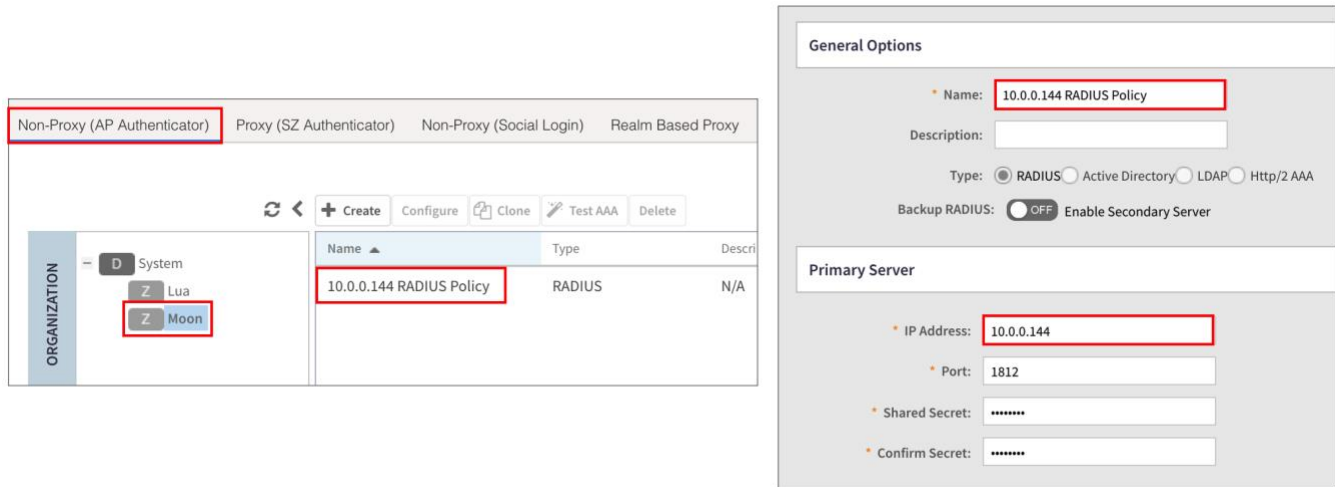 Non-Proxy (AP Authenticator) Proxy (SZ Authenticator) Non-Proxy (Social Login) Realm Based Proxy
+ Create Configure Clone Test AAA Delete
ORGANIZATION
– D System
Z Lua
Z Moon
Name Type Descri
10.0.0.144 RADIUS Policy RADIUS N/A
General Options
* Name: 10.0.0.144 RADIUS Policy
Description:
Type: RADIUS Active Directory LDAP Http/2 AAA
Backup RADIUS: OFF Enable Secondary Server
Primary Server
* IP Address: 10.0.0.144
* Port: 1812
* Shared Secret: ••••••••
* Confirm Secret: ••••••••